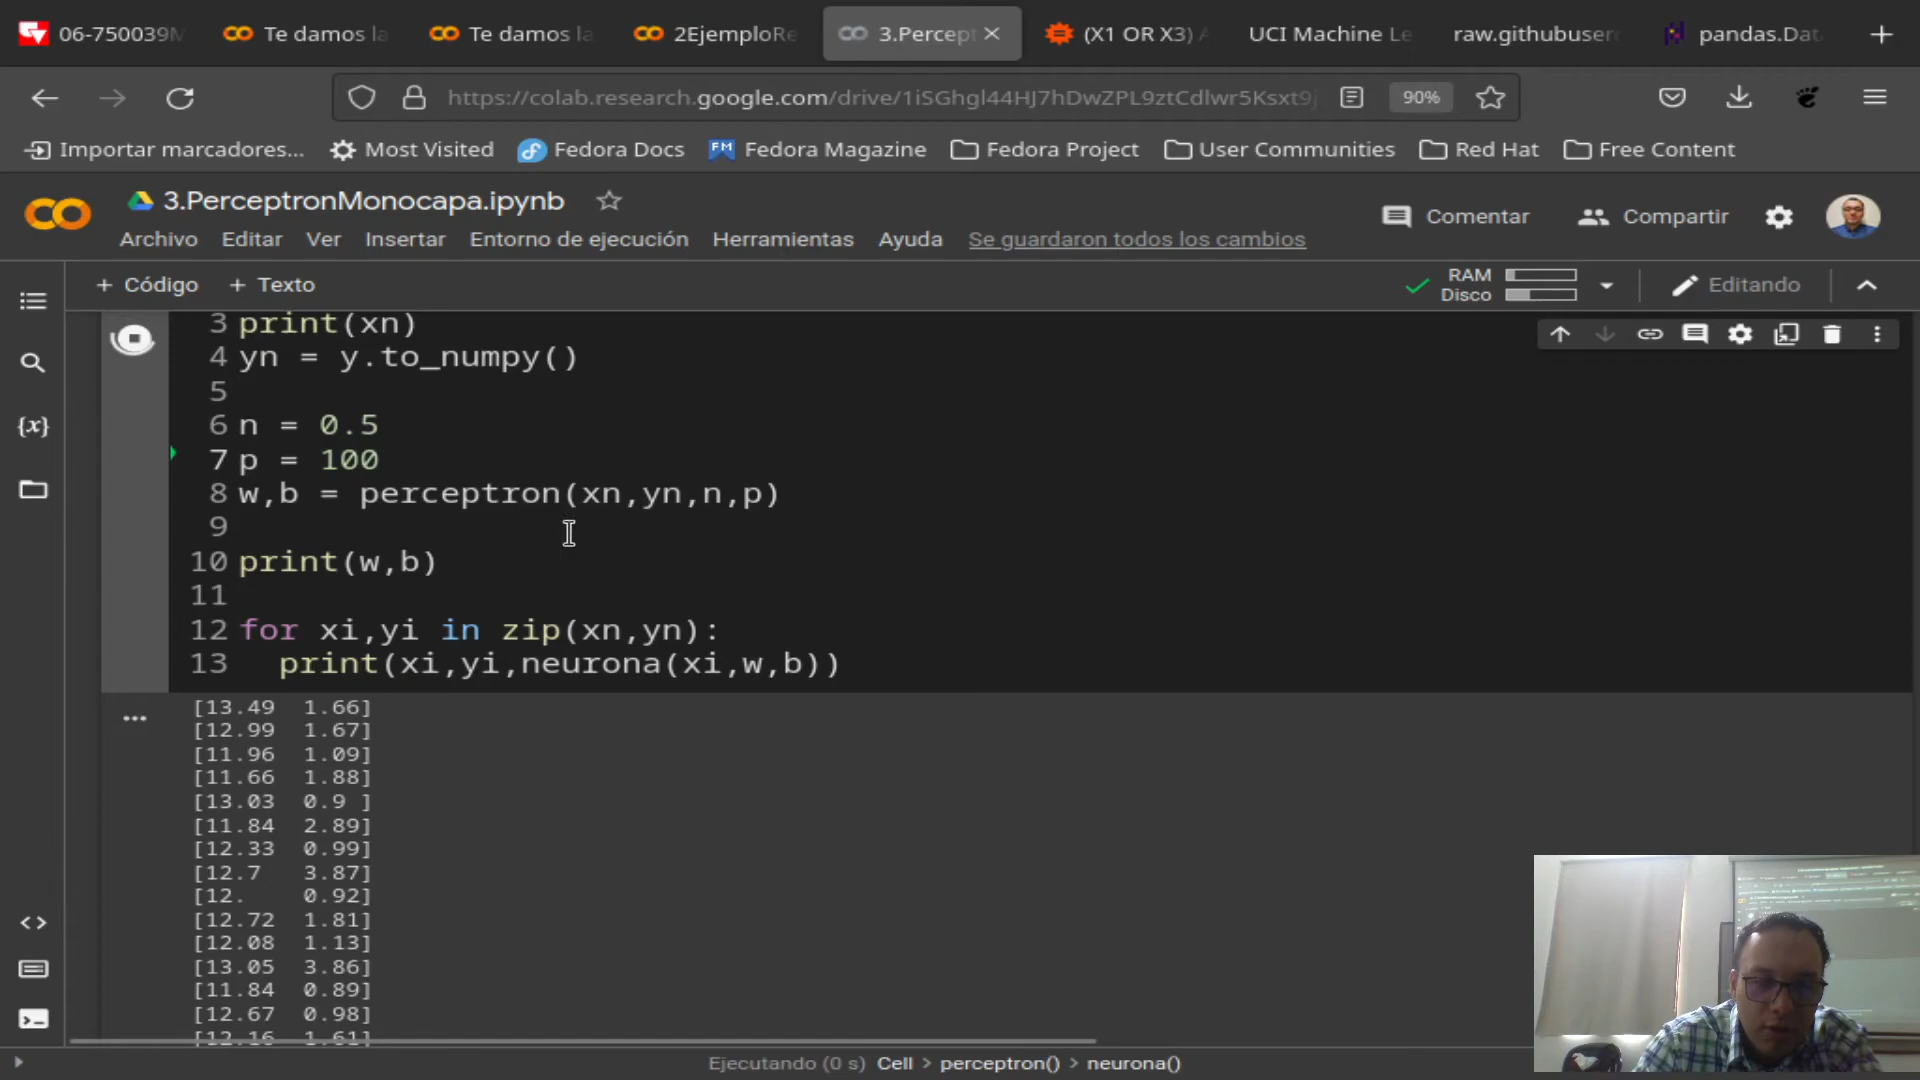 06-750039M
Te damos la
Te damos la
2EjemploRe
3.Percept
(X1 OR X3) A
UCI Machine Le
raw.githubuser
pandas.Dat
https://colab.research.google.com/drive/1iSGhgl44HJ7hDwZPL9ztCdlwr5Ksxt9j
90%
Importar marcadores...
Most Visited
Fedora Docs
FM
Fedora Magazine
Fedora Project
User Communities
Red Hat
Free Content
3.PerceptronMonocapa.ipynb
Comentar
Compartir
Archivo
Editar
Ver
Insertar
Entorno de ejecución
Herramientas
Ayuda
Se guardaron todos los cambios
+ Código
+ Texto
RAM
Disco
Editando
{x}
3 print(xn)
4 yn = y.to_numpy()
5
6 n = 0.5
7 p = 100
8 w,b = perceptron(xn,yn,n,p)
9
10 print(w,b)
11
12 for xi,yi in zip(xn,yn):
13 print(xi,yi,neurona(xi,w,b))
[13.49 1.66]
[12.99 1.67]
[11.96 1.09]
[11.66 1.88]
[13.03 0.9 ]
[11.84 2.89]
[12.33 0.99]
[12.7 3.87]
[12. 0.92]
[12.72 1.81]
[12.08 1.13]
[13.05 3.86]
[11.84 0.89]
[12.67 0.98]
[12.16 1.61]
Ejecutando (0 s) Cell > perceptron() > neurona()